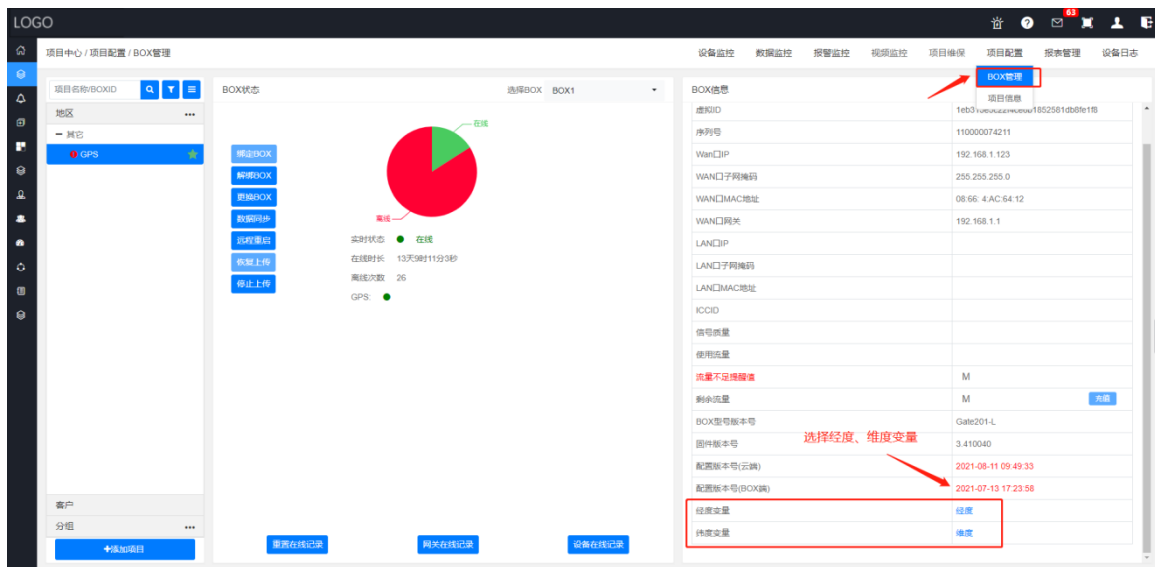 LOGO
63
项目中心 / 项目配置 / BOX管理
设备监控 数据监控 报警监控 视频监控 项目维保 项目配置 报表管理 设备日志
BOX管理
项目信息
项目名称/BOXID
地区
其它
GPS
客户
分组
+添加项目
BOX状态
选择BOX BOX1
绑定BOX
解绑BOX
更换BOX
数据同步
远程重启
恢复上传
停止上传
在线
离线
实时状态 在线
在线时长 13天9时11分3秒
离线次数 26
GPS:
重置在线记录 网关在线记录 设备在线记录
BOX信息
虚拟ID
序列号 110000074211
Wan口IP 192.168.1.123
WAN口子网掩码 255.255.255.0
WAN口MAC地址 08:66: 4:AC:64:12
WAN口网关 192.168.1.1
LAN口IP
LAN口子网掩码
LAN口MAC地址
ICCID
信号质量
使用流量
流量不足提醒值 M
剩余流量 M 充值
BOX型号版本号 Gate201-L
固件版本号 3.410040
选择经度、维度变量
配置版本号(云端) 2021-08-11 09:49:33
配置版本号(BOX端) 2021-07-13 17:23:58
经度变量 经度
纬度变量 维度